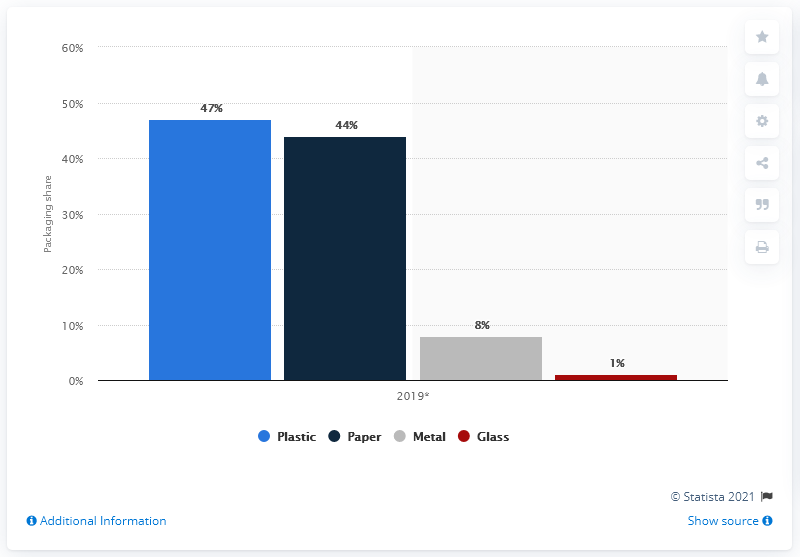 60%
50%
40%
30%
20%
10%
0%
Packaging share
47%
44%
8%
1%
2019*
Plastic Paper Metal Glass
© Statista 2021
Additional Information
Show source